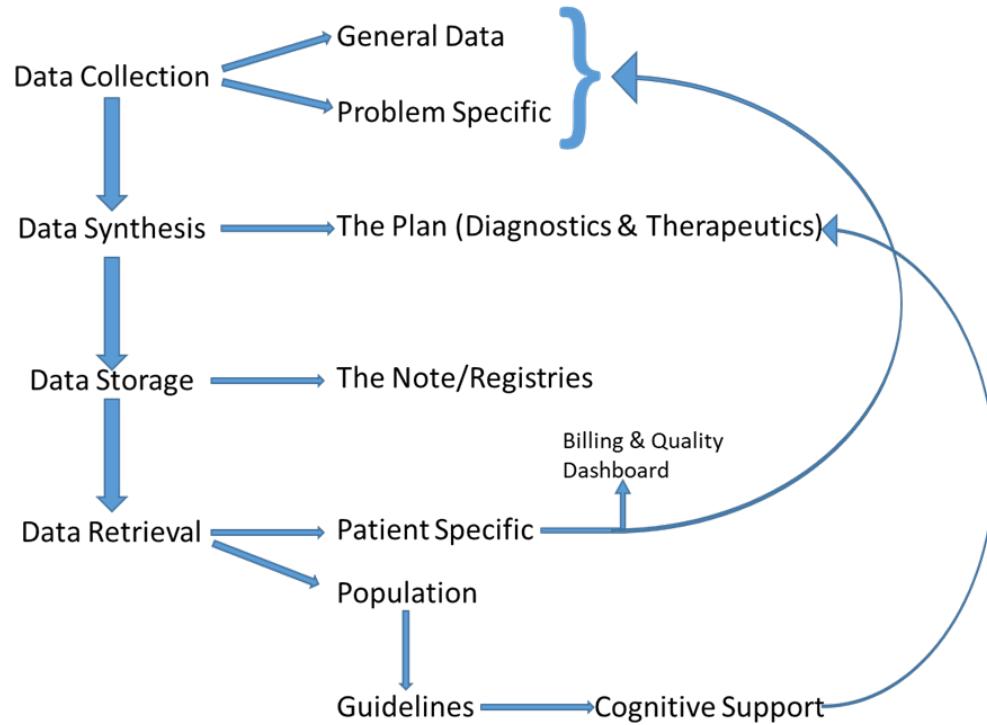 General Data
Data Collection
Problem Specific
Data Synthesis
The Plan (Diagnostics & Therapeutics)
Data Storage
The Note/Registries
Billing & Quality
Dashboard
Data Retrieval
Patient Specific
Population
Guidelines
Cognitive Support